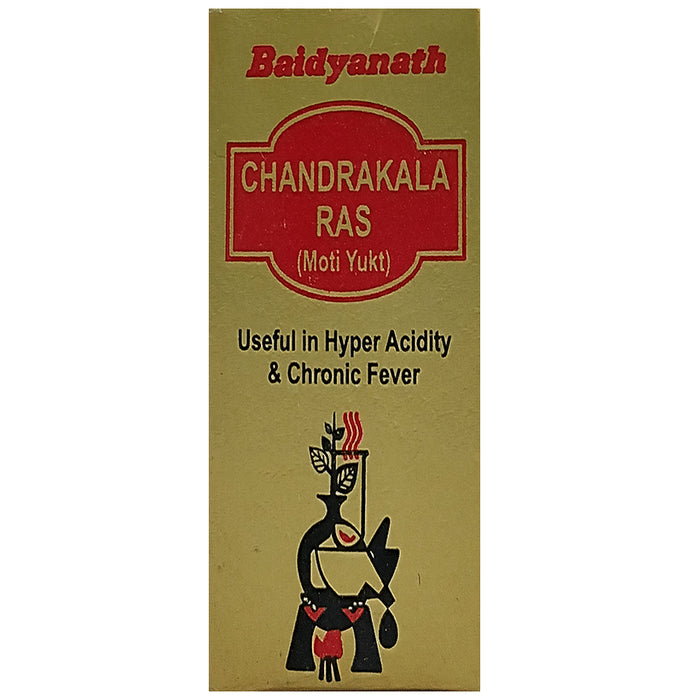 Baidyanath
CHANDRAKALA
RAS
(Moti Yukt)
Useful in Hyper Acidity
& Chronic Fever